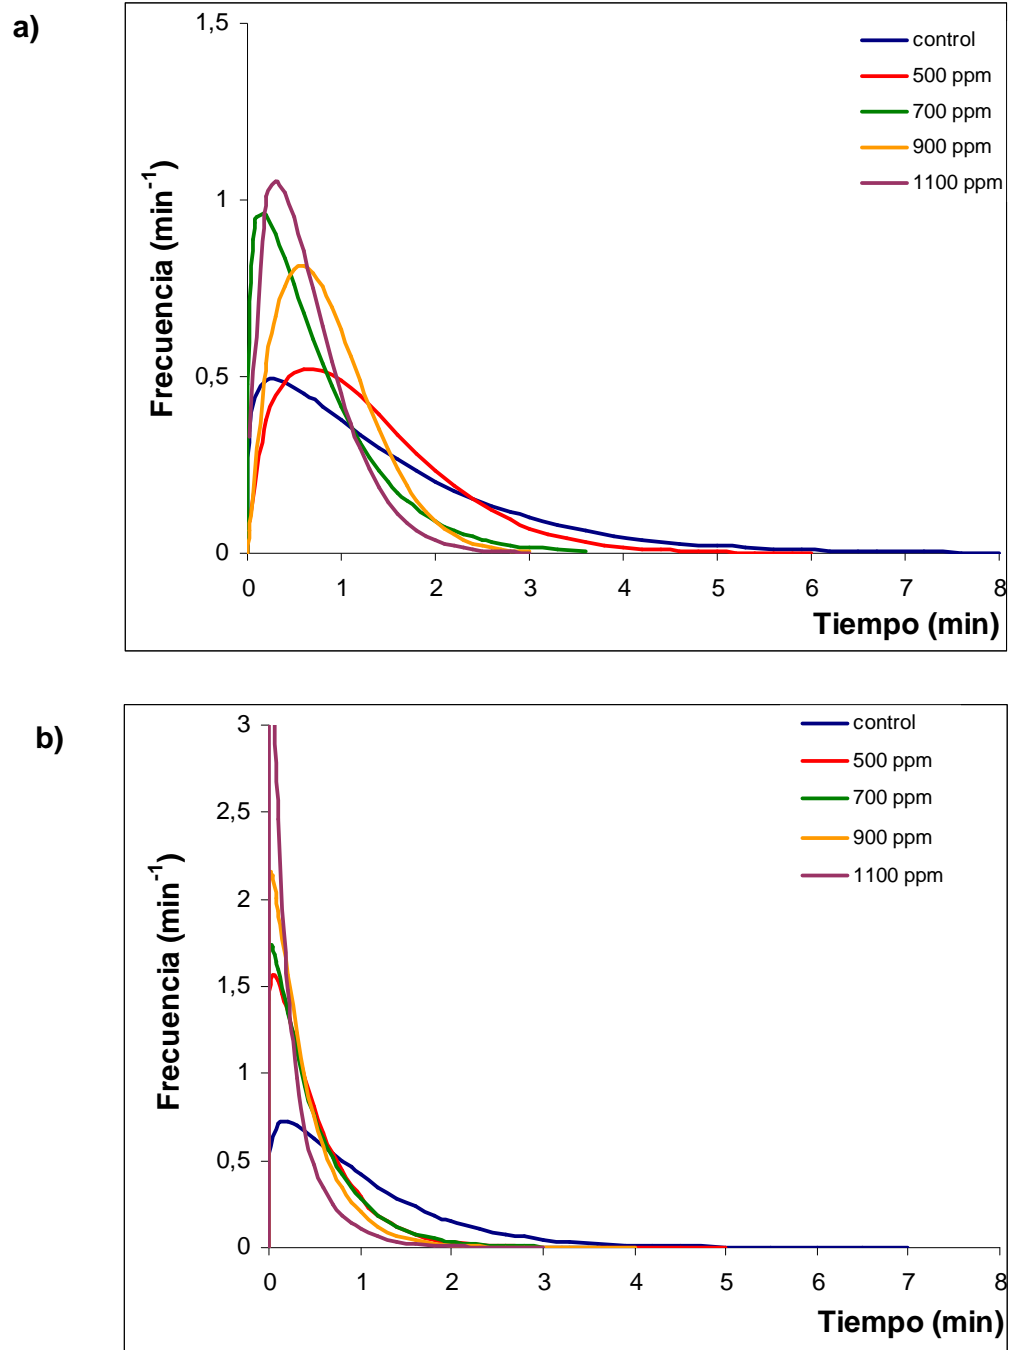 a)
1,5
1
0,5
0
Frecuencia (min-1)
control
500 ppm
700 ppm
900 ppm
1100 ppm
0 1 2 3 4 5 6 7 8
Tiempo (min)
b)
3
2,5
2
1,5
1
0,5
0
Frecuencia (min-1)
control
500 ppm
700 ppm
900 ppm
1100 ppm
0 1 2 3 4 5 6 7 8
Tiempo (min)